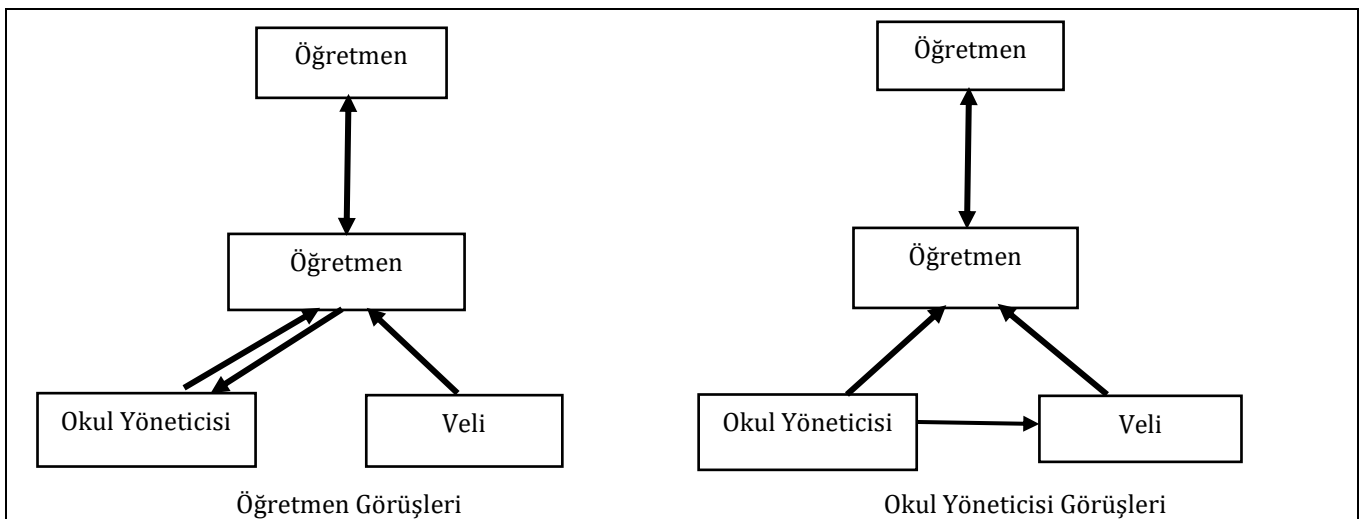 Öğretmen
Öğretmen
Okul Yöneticisi
Veli
Öğretmen Görüşleri
Öğretmen
Öğretmen
Okul Yöneticisi
Veli
Okul Yöneticisi Görüşleri